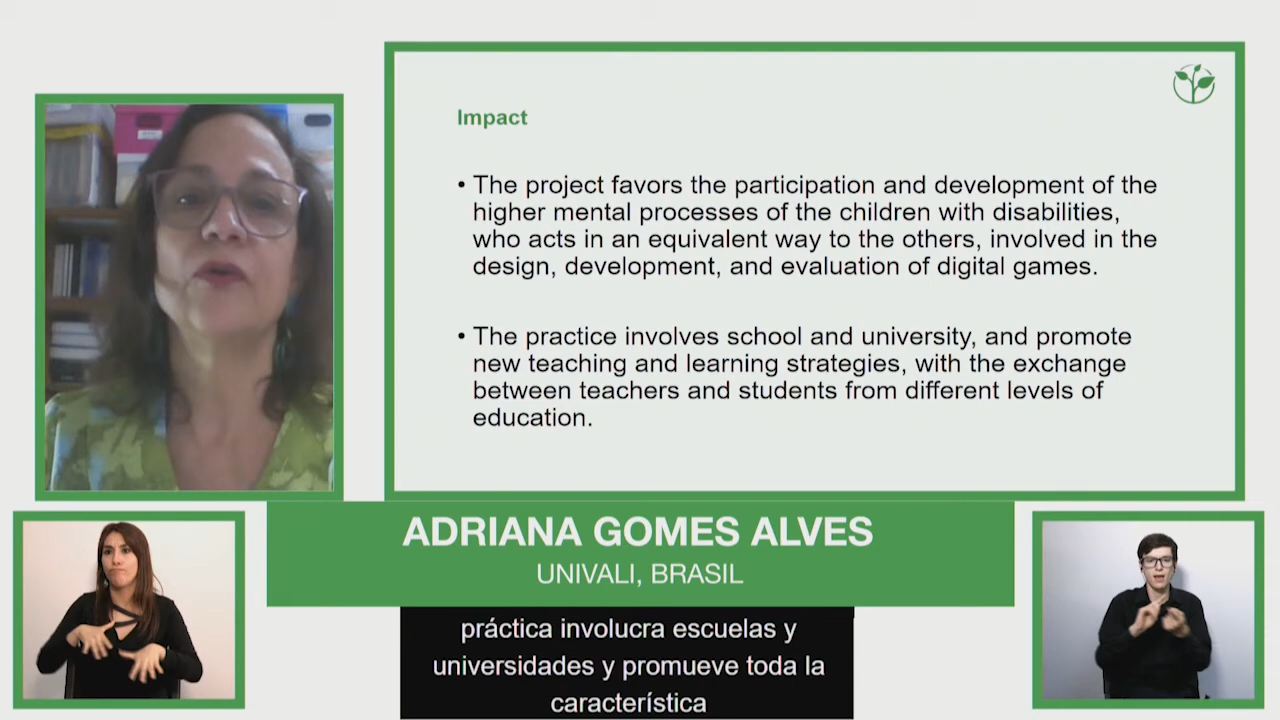 Impact
• The project favors the participation and development of the
higher mental processes of the children with disabilities,
who acts in an equivalent way to the others, involved in the
design, development, and evaluation of digital games.
• The practice involves school and university, and promote
new teaching and learning strategies, with the exchange
between teachers and students from different levels of
education.
ADRIANA GOMES ALVES
UNIVALI, BRASIL
práctica involucra escuelas y
universidades y promueve toda la
característica